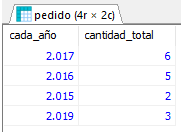 pedido (4r × 2c)
cada_año cantidad_total
2.017 6
2.016 5
2.015 2
2.019 3